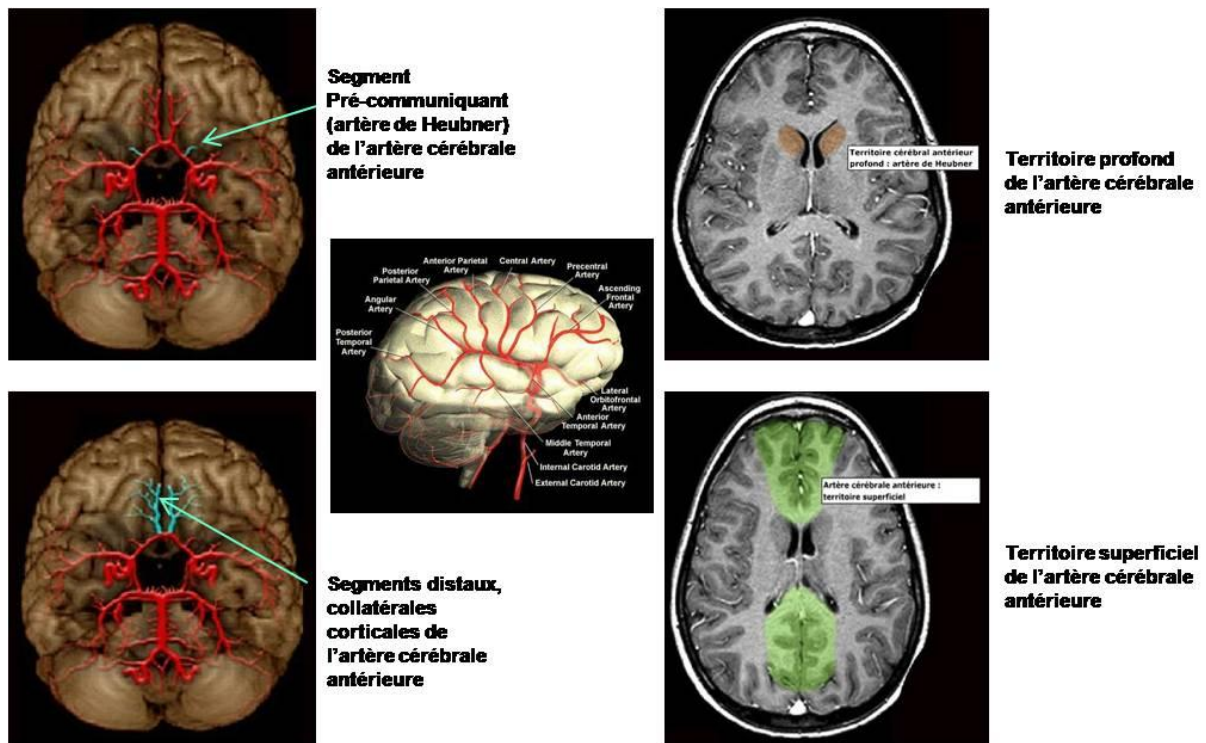 Segment
Pré-communiquant
(artère de Heubner)
de l'artère cérébrale
antérieure
Territoire cérébral antérieur
profond : artère de Heubner
Territoire profond
de l'artère cérébrale
antérieure
Anterior Parietal
Artery
Central Artery
Posterior
Parietal Artery
Precentral
Artery
Angular
Artery
Ascending
Frontal
Artery
Posterior
Temporal
Artery
Lateral
Orbitofrontal
Artery
Anterior
Temporal Artery
Middle Temporal
Artery
Internal Carotid Artery
External Carotid Artery
Segments distaux,
collatérales
corticales de
l'artère cérébrale
antérieure
Artère cérébrale antérieure :
territoire superficiel
Territoire superficiel
de l'artère cérébrale
antérieure